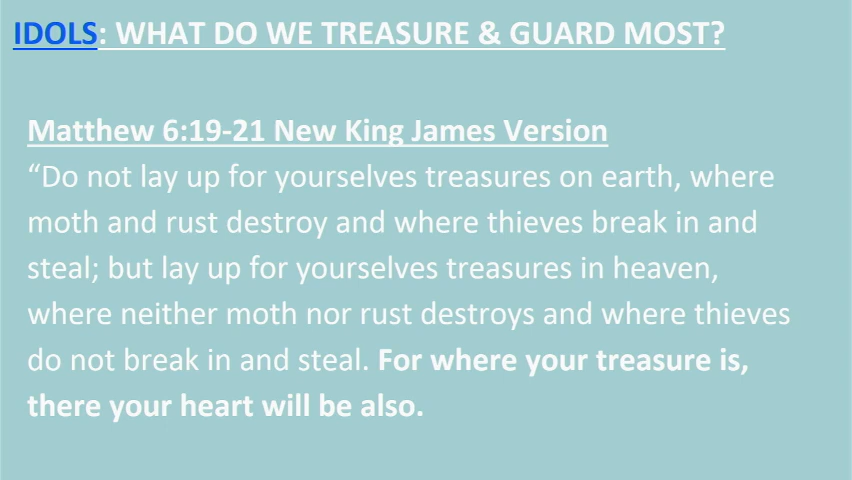 IDOLS: WHAT DO WE TREASURE & GUARD MOST?
Matthew 6:19-21 New King James Version
“Do not lay up for yourselves treasures on earth, where
moth and rust destroy and where thieves break in and
steal; but lay up for yourselves treasures in heaven,
where neither moth nor rust destroys and where thieves
do not break in and steal. For where your treasure is,
there your heart will be also.